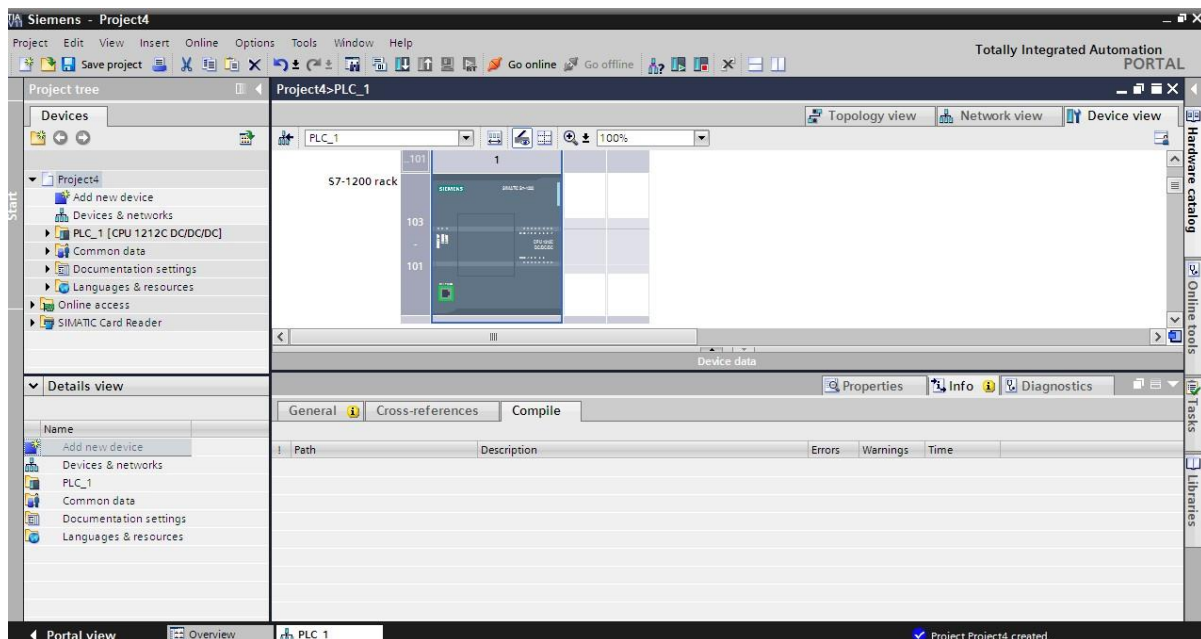 Siemens - Project4
Project Edit View Insert Online Options Tools Window Help
Totally Integrated Automation
PORTAL
Save project Go online Go offline
Project tree
Project4>PLC_1
Devices
Topology view Network view Device view
PLC_1 100%
_101 1
S7-1200 rack
SIEMENS
103
-
101
Project4
Add new device
Devices & networks
PLC_1 [CPU 1212C DC/DC/DC]
Common data
Documentation settings
Languages & resources
Online access
SIMATIC Card Reader
Start
Hardware catalog
Online tools
Tasks
Libraries
Device data
Details view
Properties Info Diagnostics
General Cross-references Compile
Name
Add new device
Devices & networks
PLC_1
Common data
Documentation settings
Languages & resources
! Path Description Errors Warnings Time
Portal view Overview PLC_1 Project Project4 created